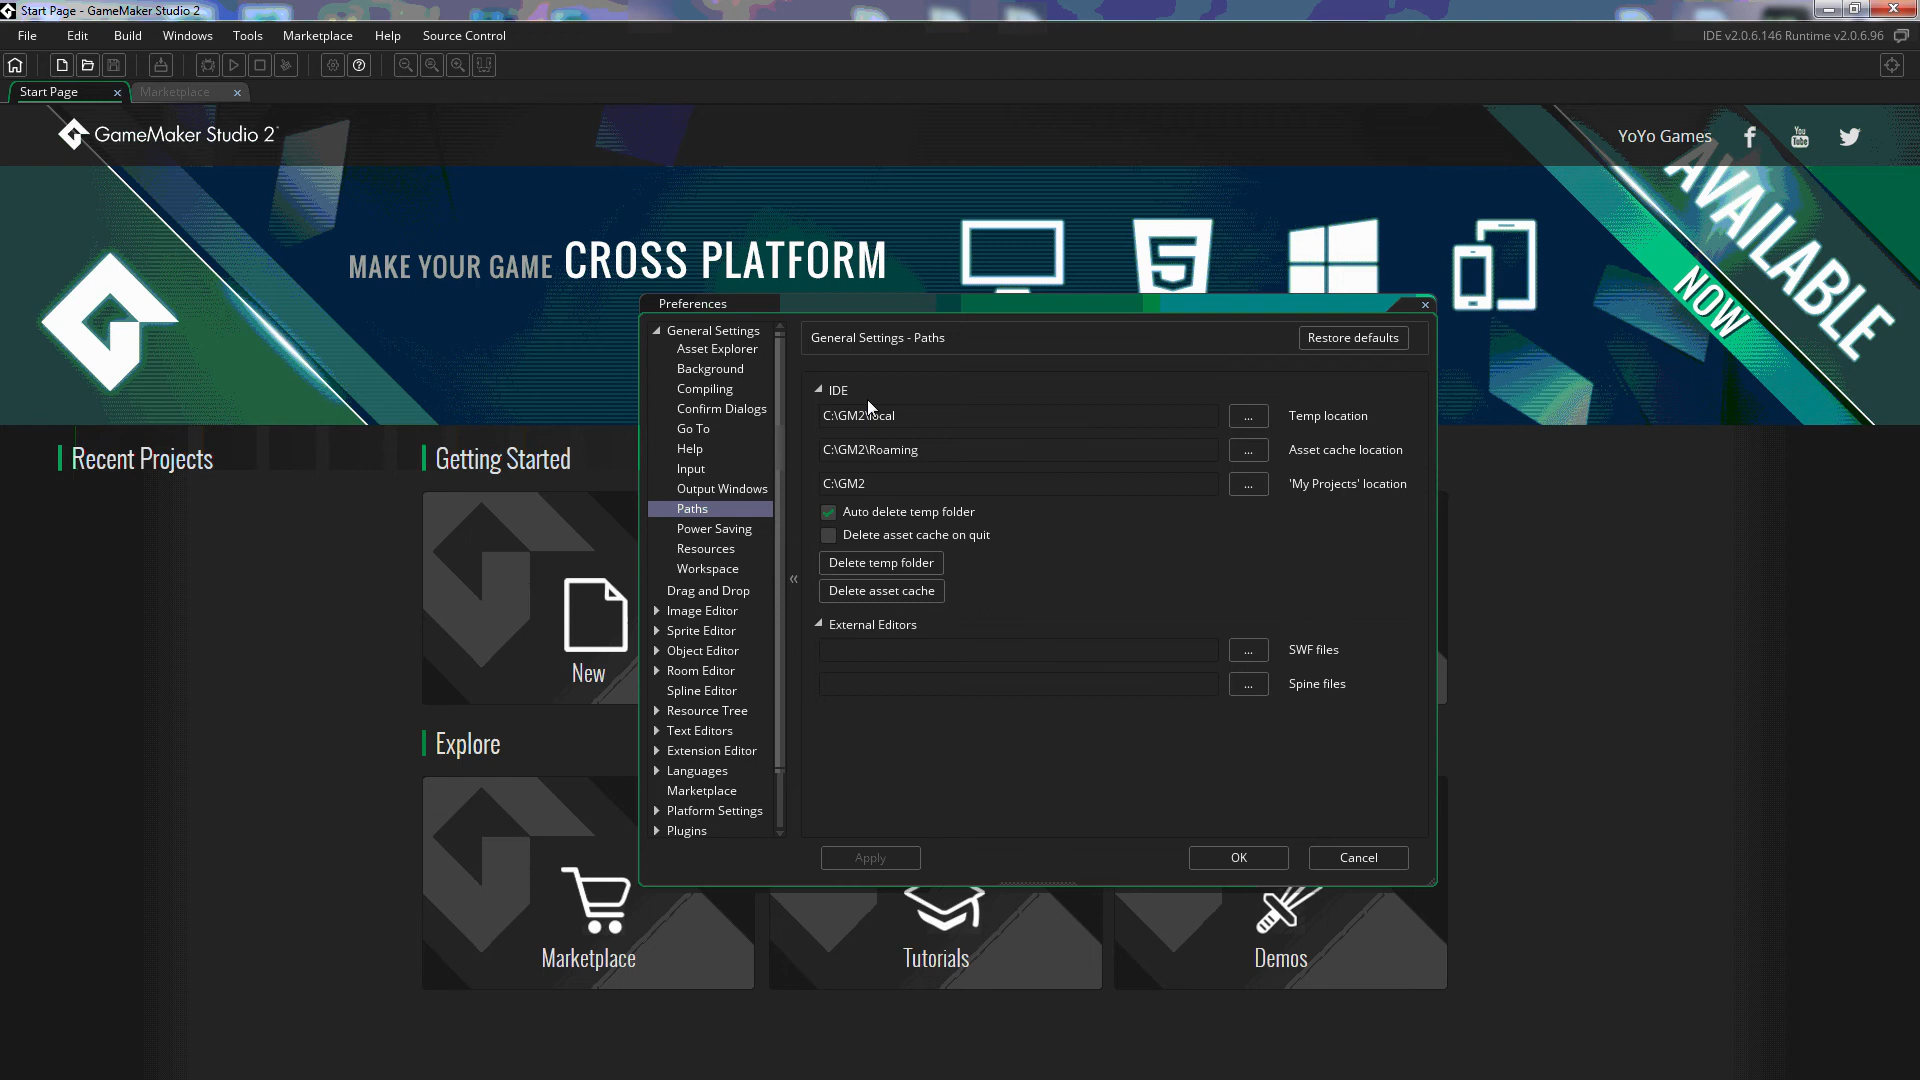 Start Page - GameMaker Studio 2
File Edit Build Windows Tools Marketplace Help Source Control
IDE v2.0.6.146 Runtime v2.0.6.96
Start Page Marketplace
GameMaker Studio 2
YoYo Games
You Tube
MAKE YOUR GAME CROSS PLATFORM
AVAILABLE
NOW
Recent Projects
Getting Started
New
Explore
Marketplace
Tutorials
Demos
Preferences
General Settings
Asset Explorer
Background
Compiling
Confirm Dialogs
Go To
Help
Input
Output Windows
Paths
Power Saving
Resources
Workspace
Drag and Drop
Image Editor
Sprite Editor
Object Editor
Room Editor
Spline Editor
Resource Tree
Text Editors
Extension Editor
Languages
Marketplace
Platform Settings
Plugins
General Settings - Paths
Restore defaults
IDE
C:\GM2\local ... Temp location
C:\GM2\Roaming ... Asset cache location
C:\GM2 ... 'My Projects' location
Auto delete temp folder
Delete asset cache on quit
Delete temp folder
Delete asset cache
External Editors
... SWF files
... Spine files
Apply OK Cancel